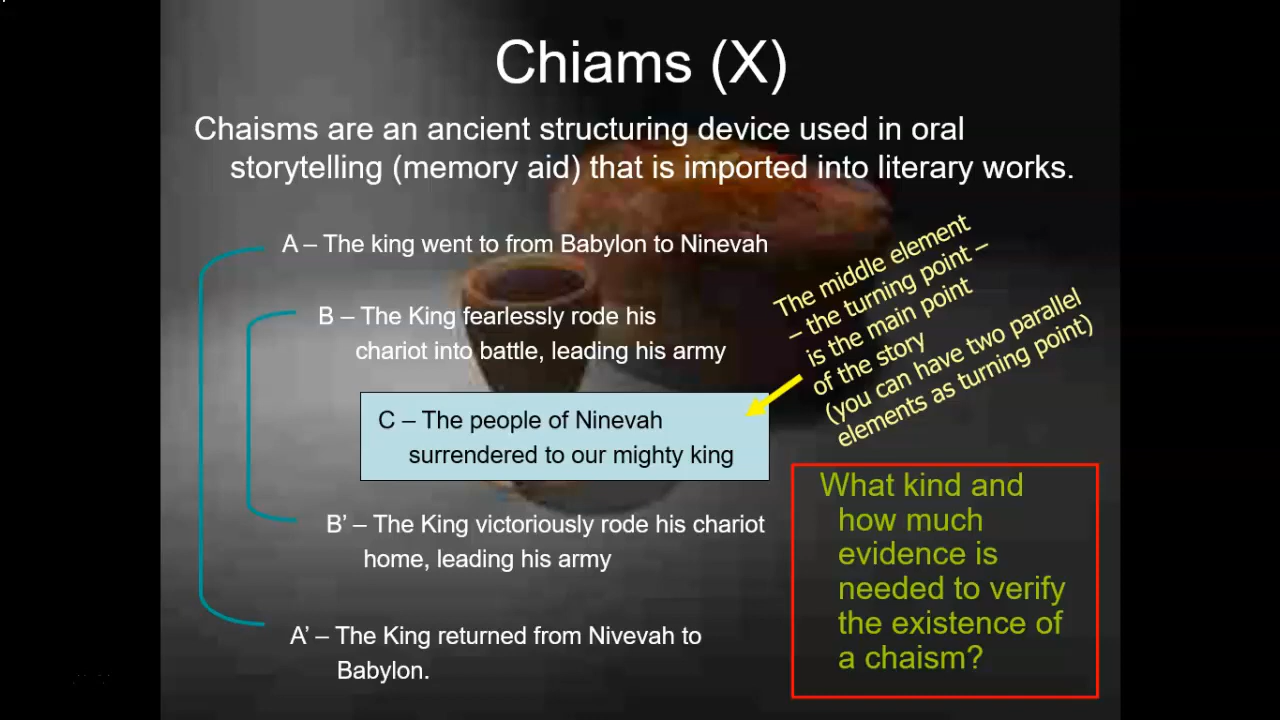 Chiams (X)
Chaisms are an ancient structuring device used in oral
storytelling (memory aid) that is imported into literary works.
A – The king went to from Babylon to Ninevah
B – The King fearlessly rode his
chariot into battle, leading his army
C – The people of Ninevah
surrendered to our mighty king
B’ – The King victoriously rode his chariot
home, leading his army
A’ – The King returned from Nivevah to
Babylon.
The middle element
– the turning point –
is the main point
of the story
(you can have two parallel
elements as turning point)
What kind and
how much
evidence is
needed to verify
the existence of
a chaism?